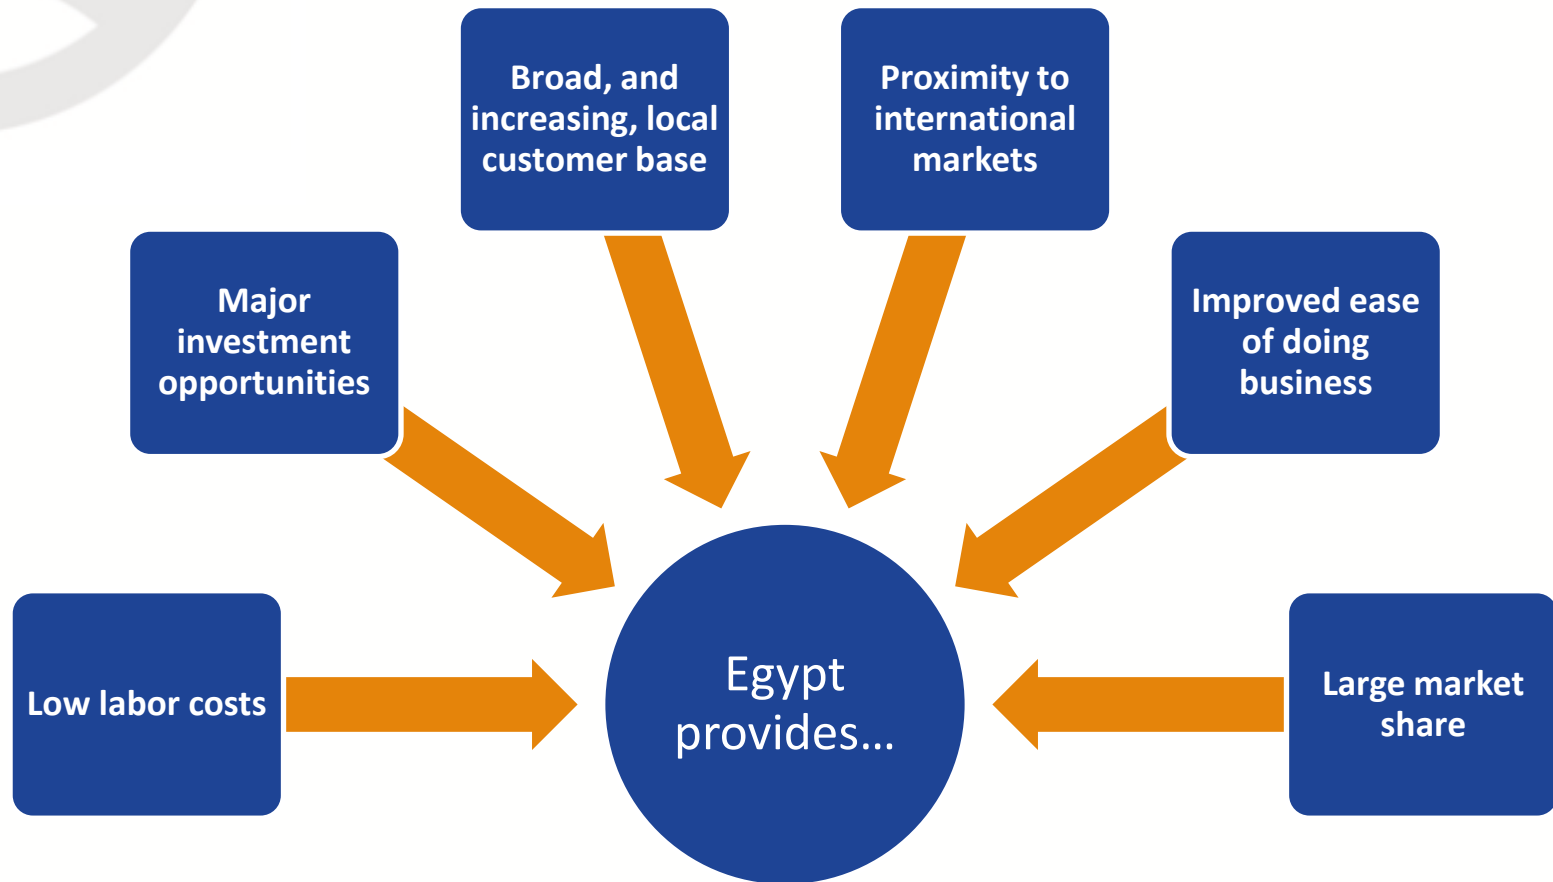 Broad, and
increasing, local
customer base
Proximity to
international
markets
Major
investment
opportunities
Improved ease
of doing
business
Low labor costs
Egypt
provides…
Large market
share